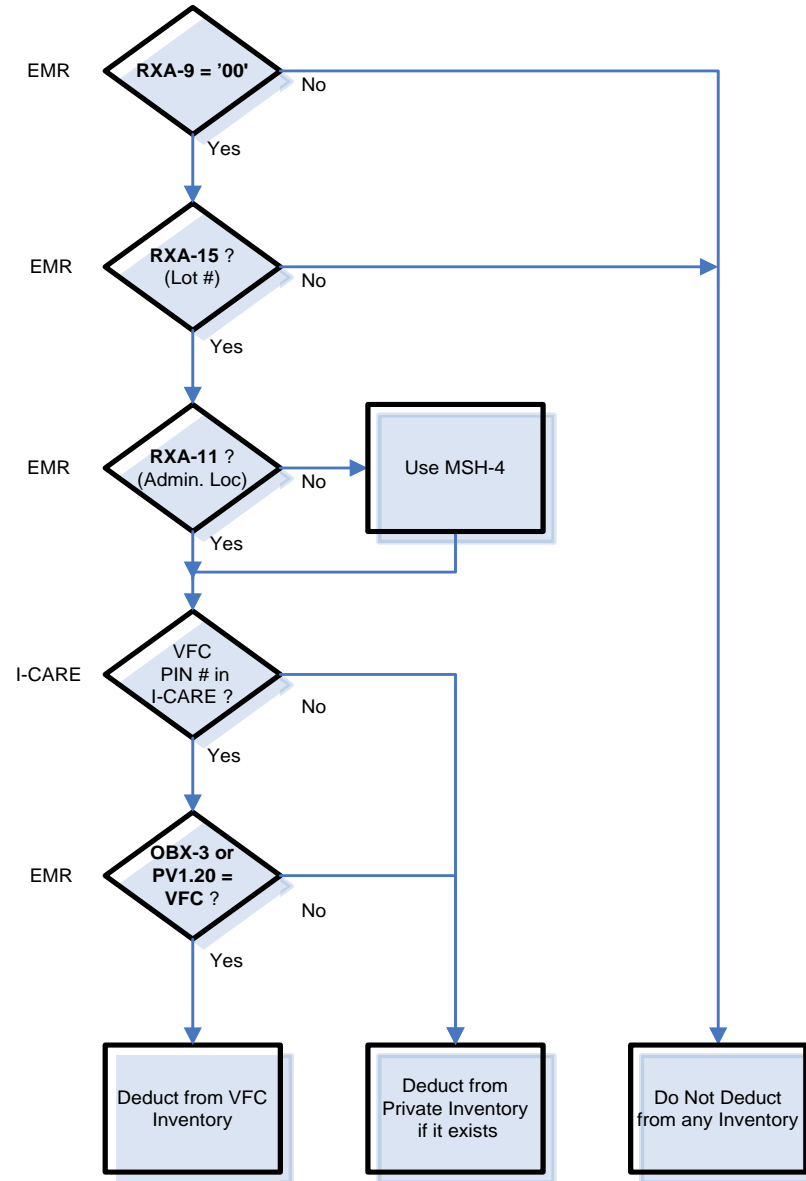 EMR
RXA-9 = '00'
No
Yes
EMR
RXA-15 ?
(Lot #)
No
Yes
EMR
RXA-11 ?
(Admin. Loc)
No
Use MSH-4
Yes
I-CARE
VFC
PIN # in
I-CARE ?
No
Yes
EMR
OBX-3 or
PV1.20 =
VFC ?
No
Yes
Deduct from VFC
Inventory
Deduct from
Private Inventory
if it exists
Do Not Deduct
from any Inventory